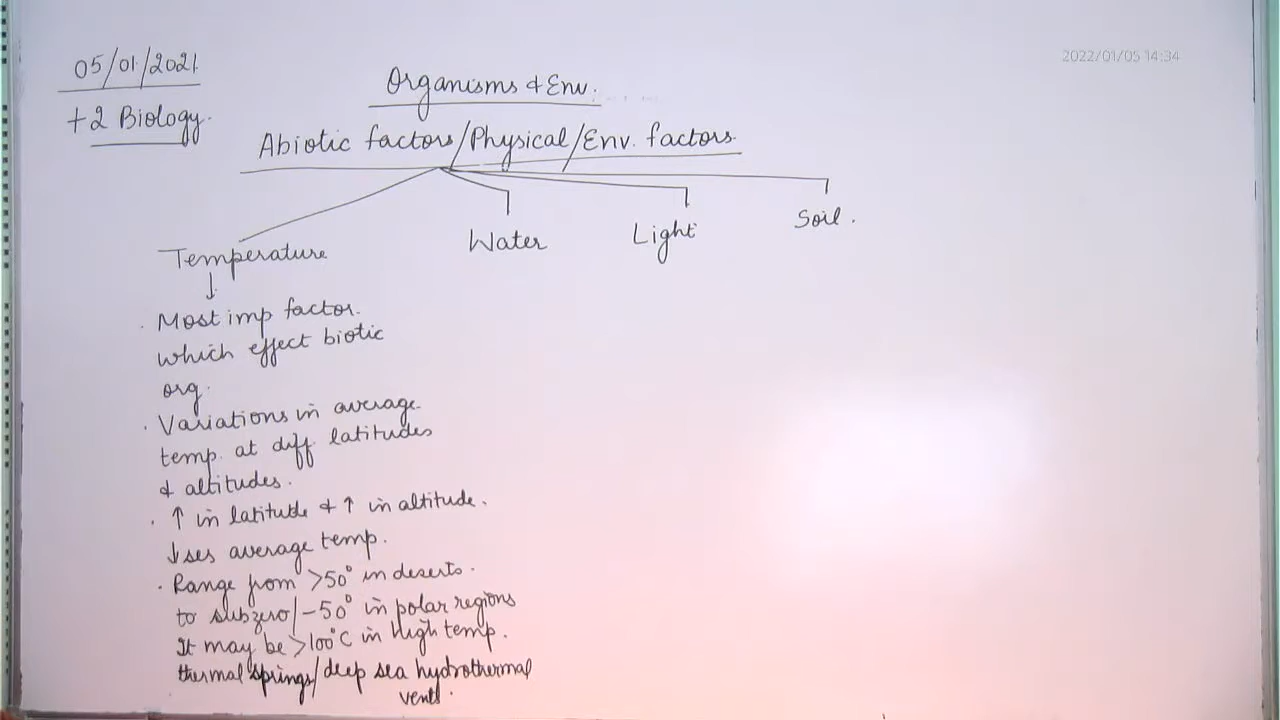 05/01/2021
2022/01/05 14:34
Organisms & Env.
+2 Biology.
Abiotic factors/Physical/Env. factors.
Temperature
Water
Light
Soil.
↓
. Most imp factor.
which effect biotic
org.
. Variations in average
temp. at diff. latitudes
& altitudes.
. ↑ in latitude & ↑ in altitude.
↓ses average temp.
. Range from >50° in deserts.
to subzero/-50° in polar regions
It may be >100°C in high temp.
thermal springs/deep sea hydrothermal
vents.